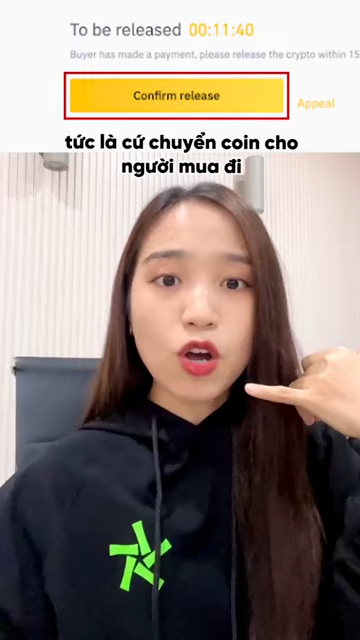 To be released 00:11:40
Buyer has made a payment, please release the crypto within 15
Confirm release
Appeal
tức là cứ chuyển coin cho
người mua đi